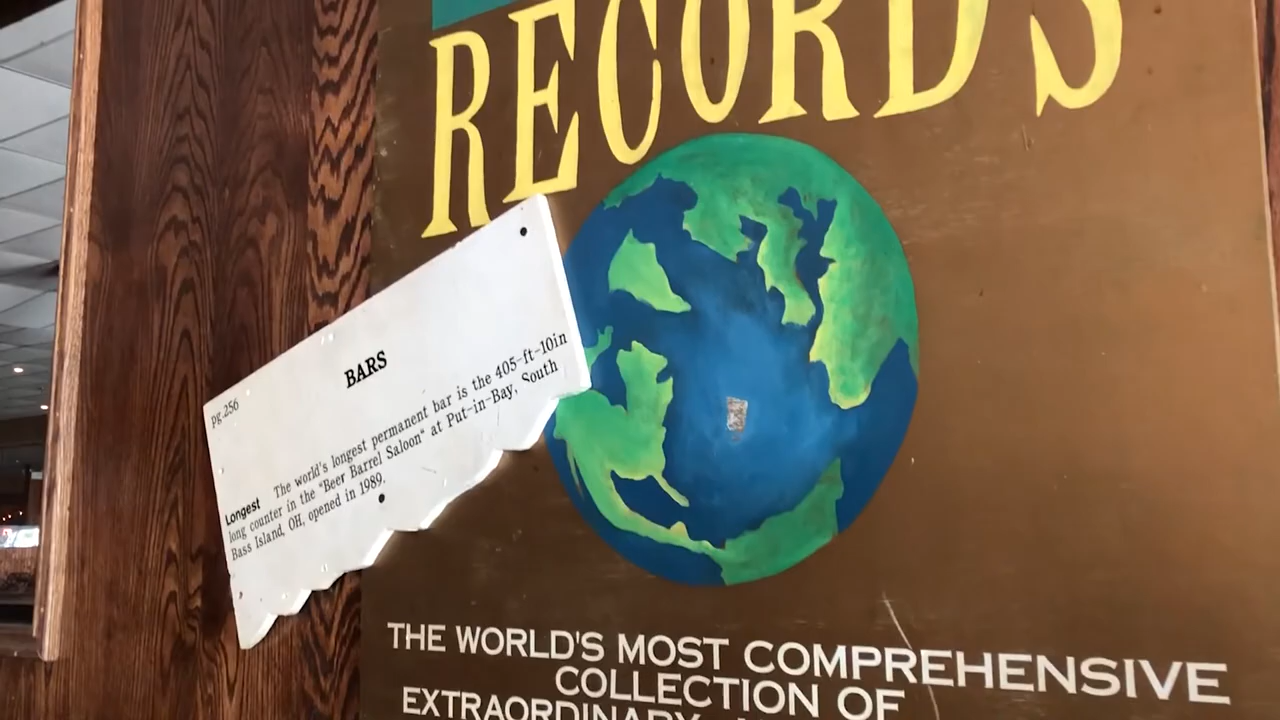 RECORDS
pg.256
BARS
Longest The world's longest permanent bar is the 405-ft-10in
long counter in the "Beer Barrel Saloon" at Put-in-Bay, South
Bass Island, OH, opened in 1989.
THE WORLD'S MOST COMPREHENSIVE
COLLECTION OF
EXTRAORDINARY